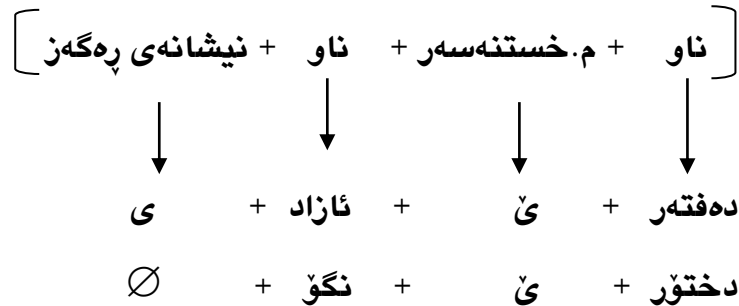 [ناو + م.خستنەسەر + ناو + نیشانەی ڕەگەز]
دەفتەر + ێ + ئازاد + ی
دختۆر + ێ + نگۆ + ∅